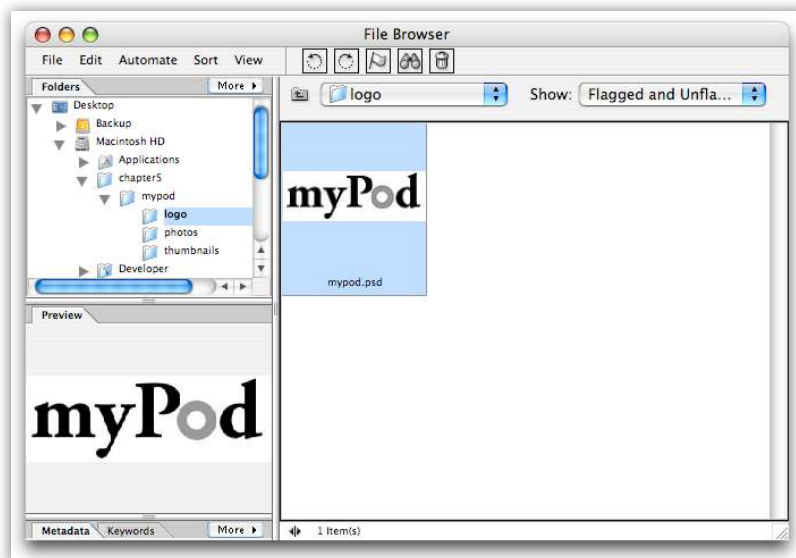 File Browser
File Edit Automate Sort View
Folders More
Desktop
Backup
Macintosh HD
Applications
chapter5
mypod
logo
photos
thumbnails
Developer
logo
Show: Flagged and Unfla...
myPod
mypod.psd
Preview
myPod
Metadata Keywords More
1 Item(s)